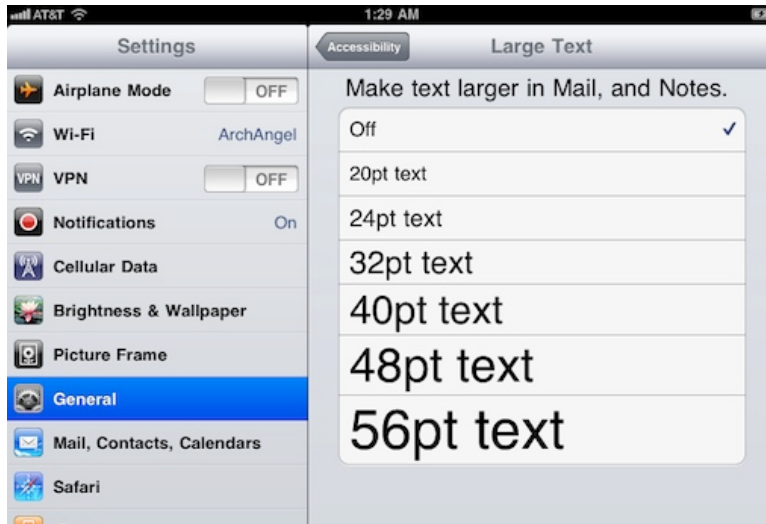 AT&T
1:29 AM
Settings
Airplane Mode OFF
Wi-Fi ArchAngel
VPN VPN OFF
Notifications On
Cellular Data
Brightness & Wallpaper
Picture Frame
General
Mail, Contacts, Calendars
Safari
Accessibility
Large Text
Make text larger in Mail, and Notes.
Off
20pt text
24pt text
32pt text
40pt text
48pt text
56pt text